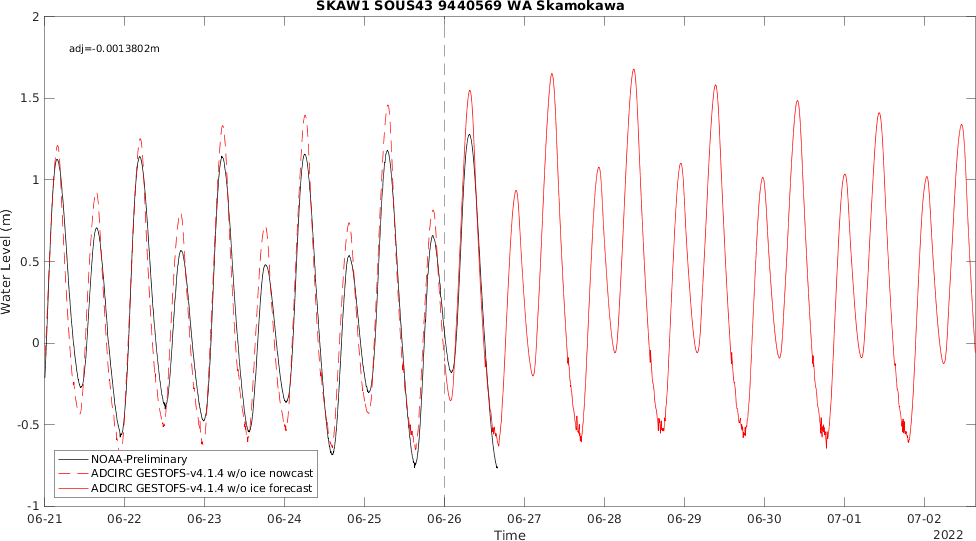 SKAW1 SOUS43 9440569 WA Skamokawa
adj=-0.0013802m
Water Level (m)
2
1.5
1
0.5
0
-0.5
-1
NOAA-Preliminary
ADCIRC GESTOFS-v4.1.4 w/o ice nowcast
ADCIRC GESTOFS-v4.1.4 w/o ice forecast
06-21 06-22 06-23 06-24 06-25 06-26 06-27 06-28 06-29 06-30 07-01 07-02
Time
2022